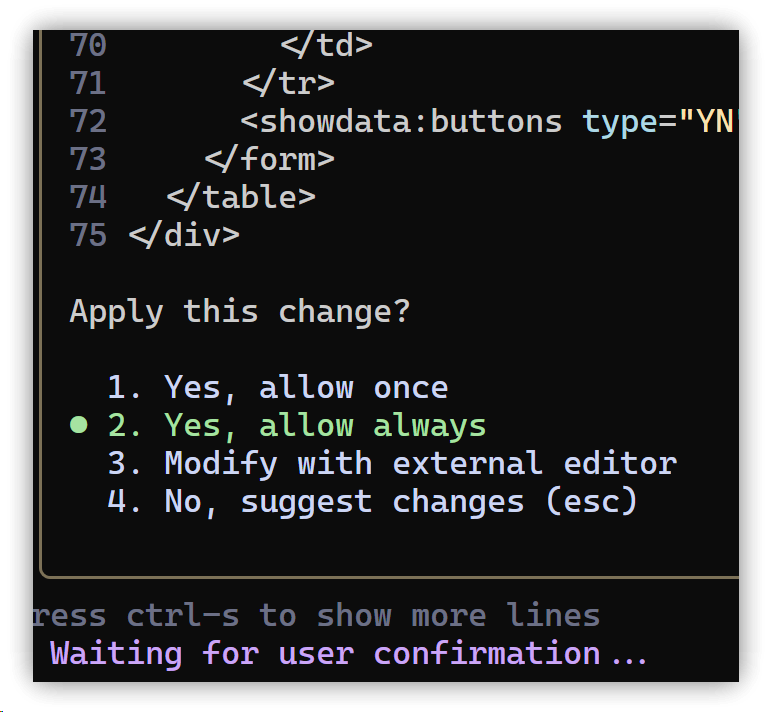 70         </td>
71       </tr>
72       <showdata:buttons type="YN"
73     </form>
74   </table>
75 </div>
Apply this change?
1. Yes, allow once
● 2. Yes, allow always
3. Modify with external editor
4. No, suggest changes (esc)
ress ctrl-s to show more lines
Waiting for user confirmation...